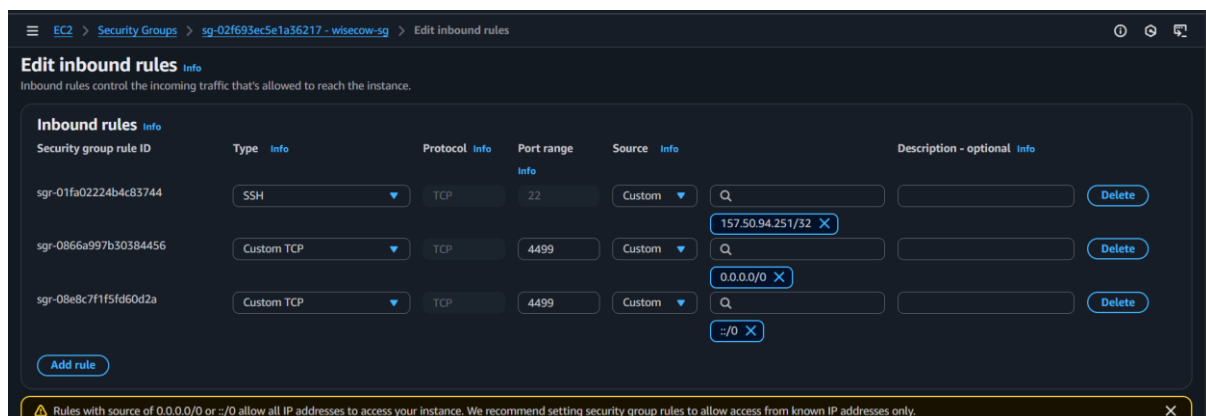 EC2 > Security Groups > sg-02f693ec5e1a36217 - wisecow-sg > Edit inbound rules
Edit inbound rules Info
Inbound rules control the incoming traffic that's allowed to reach the instance.
Inbound rules Info
Security group rule ID Type Info Protocol Info Port range Info Source Info Description - optional Info
sgr-01fa02224b4c83744 SSH TCP 22 Custom Delete
157.50.94.251/32
sgr-0866a997b30384456 Custom TCP TCP 4499 Custom Delete
0.0.0.0/0
sgr-08e8c7f1f5fd60d2a Custom TCP TCP 4499 Custom Delete
::/0
Add rule
Rules with source of 0.0.0.0/0 or ::/0 allow all IP addresses to access your instance. We recommend setting security group rules to allow access from known IP addresses only.